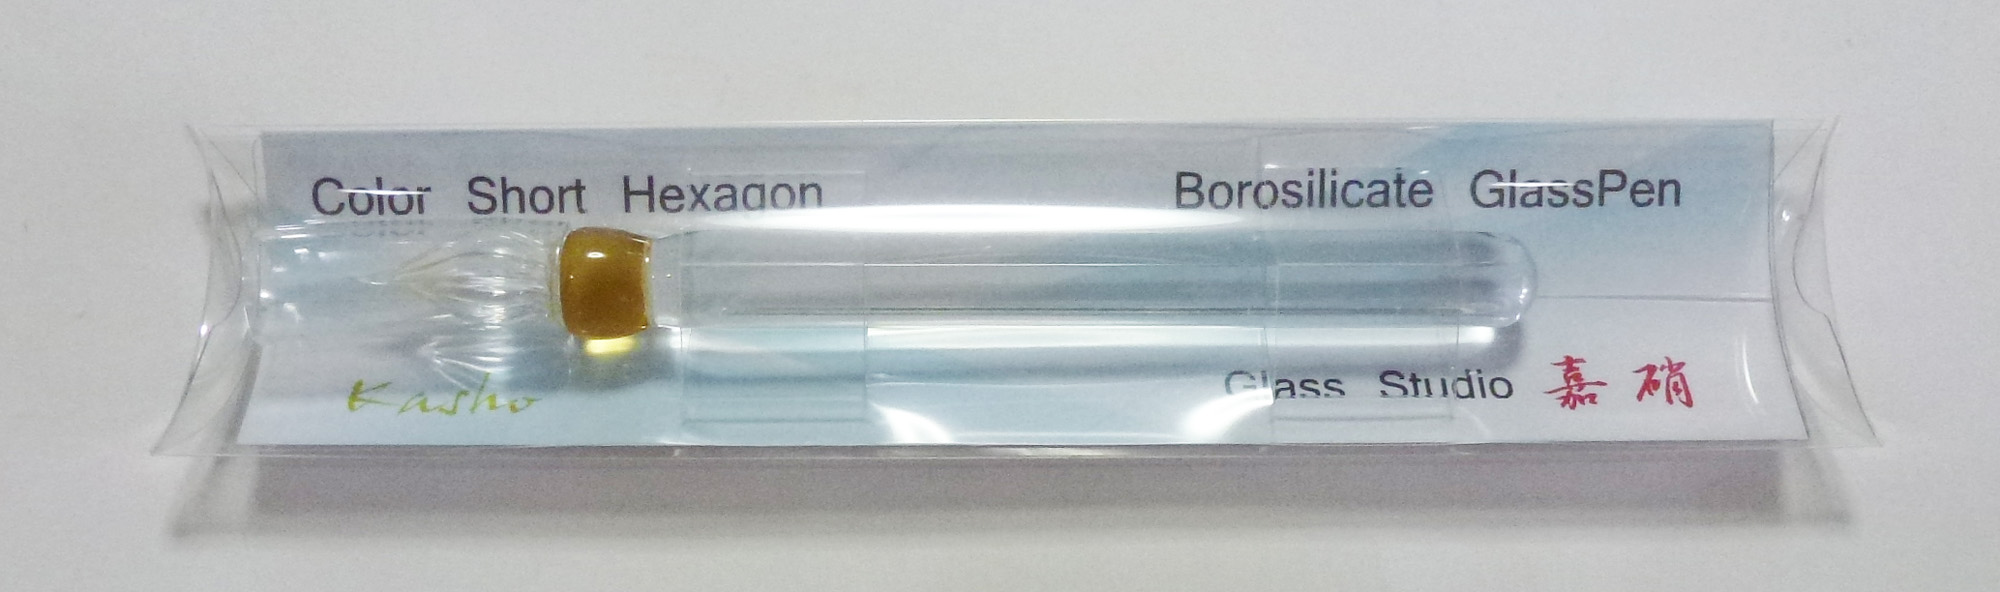 Color Short Hexagon Borosilicate GlassPen
Kasho Glass Studio 嘉硝